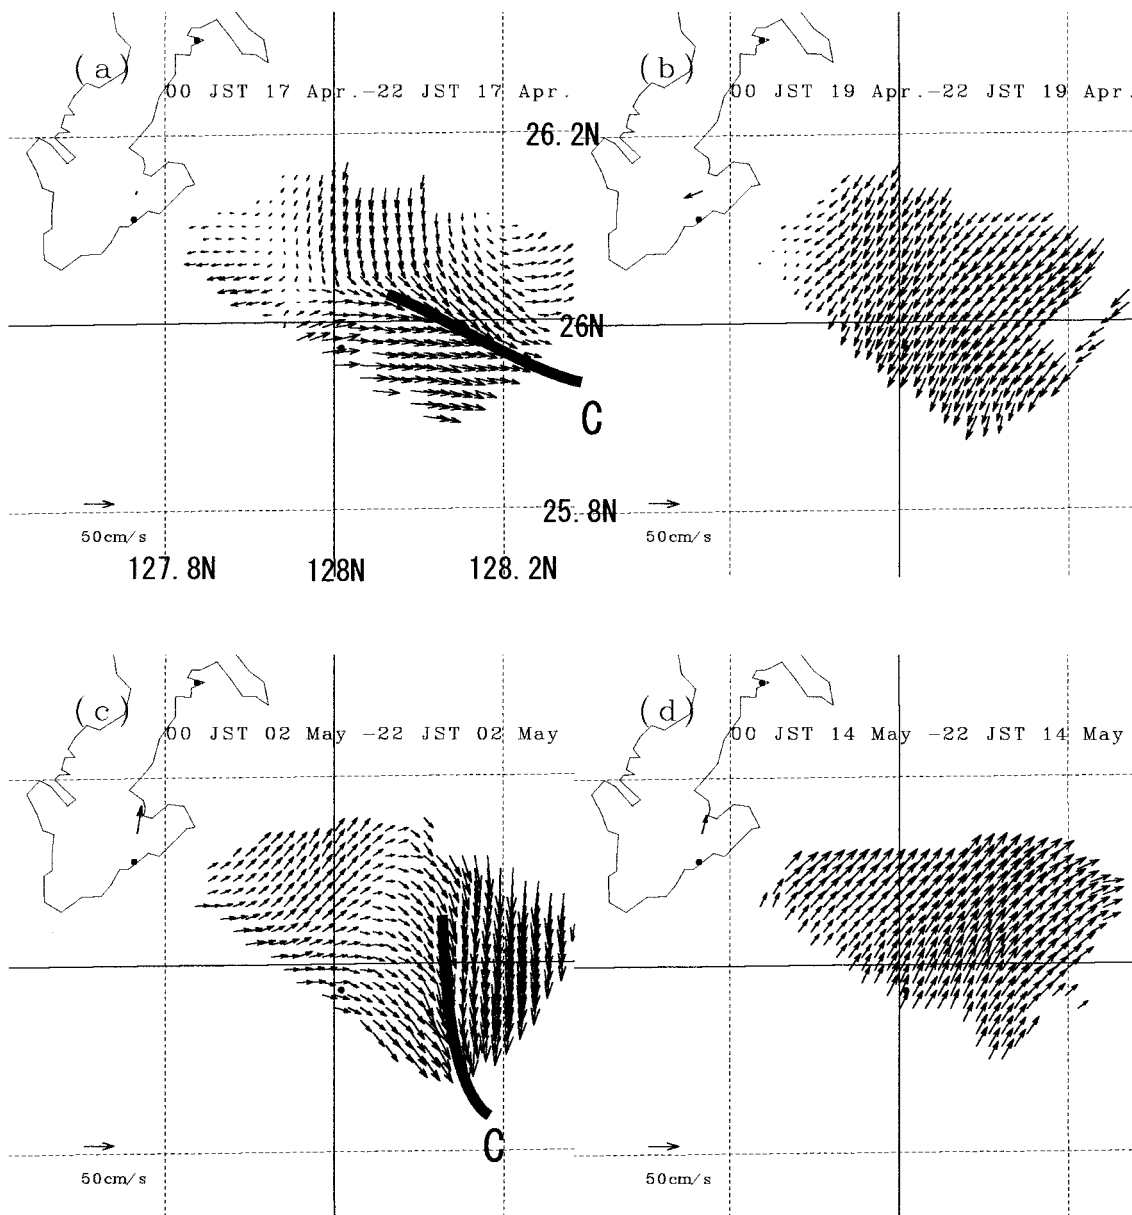 (a)
00 JST 17 Apr.-22 JST 17 Apr.
(b)
00 JST 19 Apr.-22 JST 19 Apr.
26.2N
26N
C
25.8N
50cm/s
50cm/s
127.8N
128N
128.2N
(c)
00 JST 02 May -22 JST 02 May
(d)
00 JST 14 May -22 JST 14 May
C
50cm/s
50cm/s